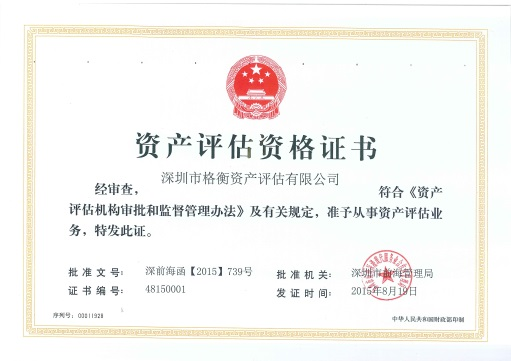 资产评估资格证书
深圳市格衡资产评估有限公司
经审查， 符合《资产
评估机构审批和监督管理办法》及有关规定，准予从事资产评估业
务，特发此证。
批准文号： 深前海函【2015】739号 批准机关： 深圳市前海管理局
证书编号： 48150001 发证时间： 2015年8月19日
序列号：00011928 中华人民共和国财政部印制